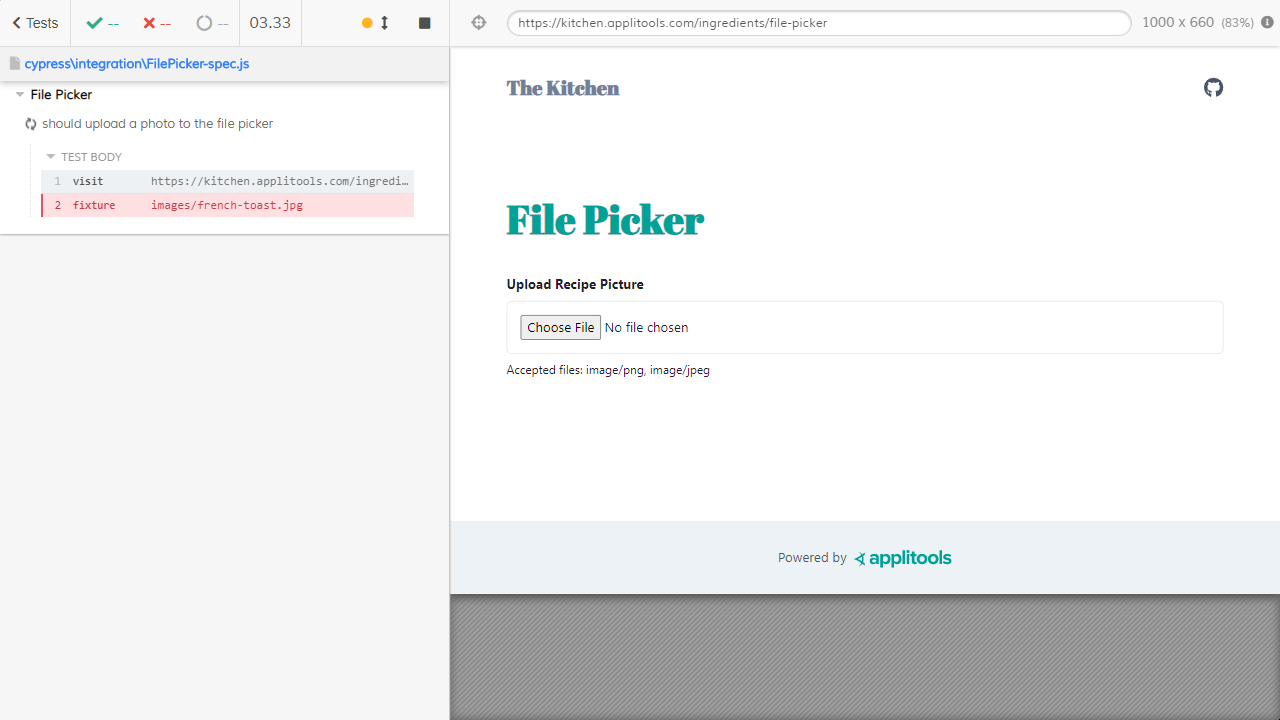 Tests
--
--
--
03.33
https://kitchen.applitools.com/ingredients/file-picker
1000 x 660 (83%)
cypress\integration\FilePicker-spec.js
File Picker
should upload a photo to the file picker
TEST BODY
1 visit https://kitchen.applitools.com/ingredi…
2 fixture images/french-toast.jpg
The Kitchen
File Picker
Upload Recipe Picture
Choose File No file chosen
Accepted files: image/png, image/jpeg
Powered by applitools